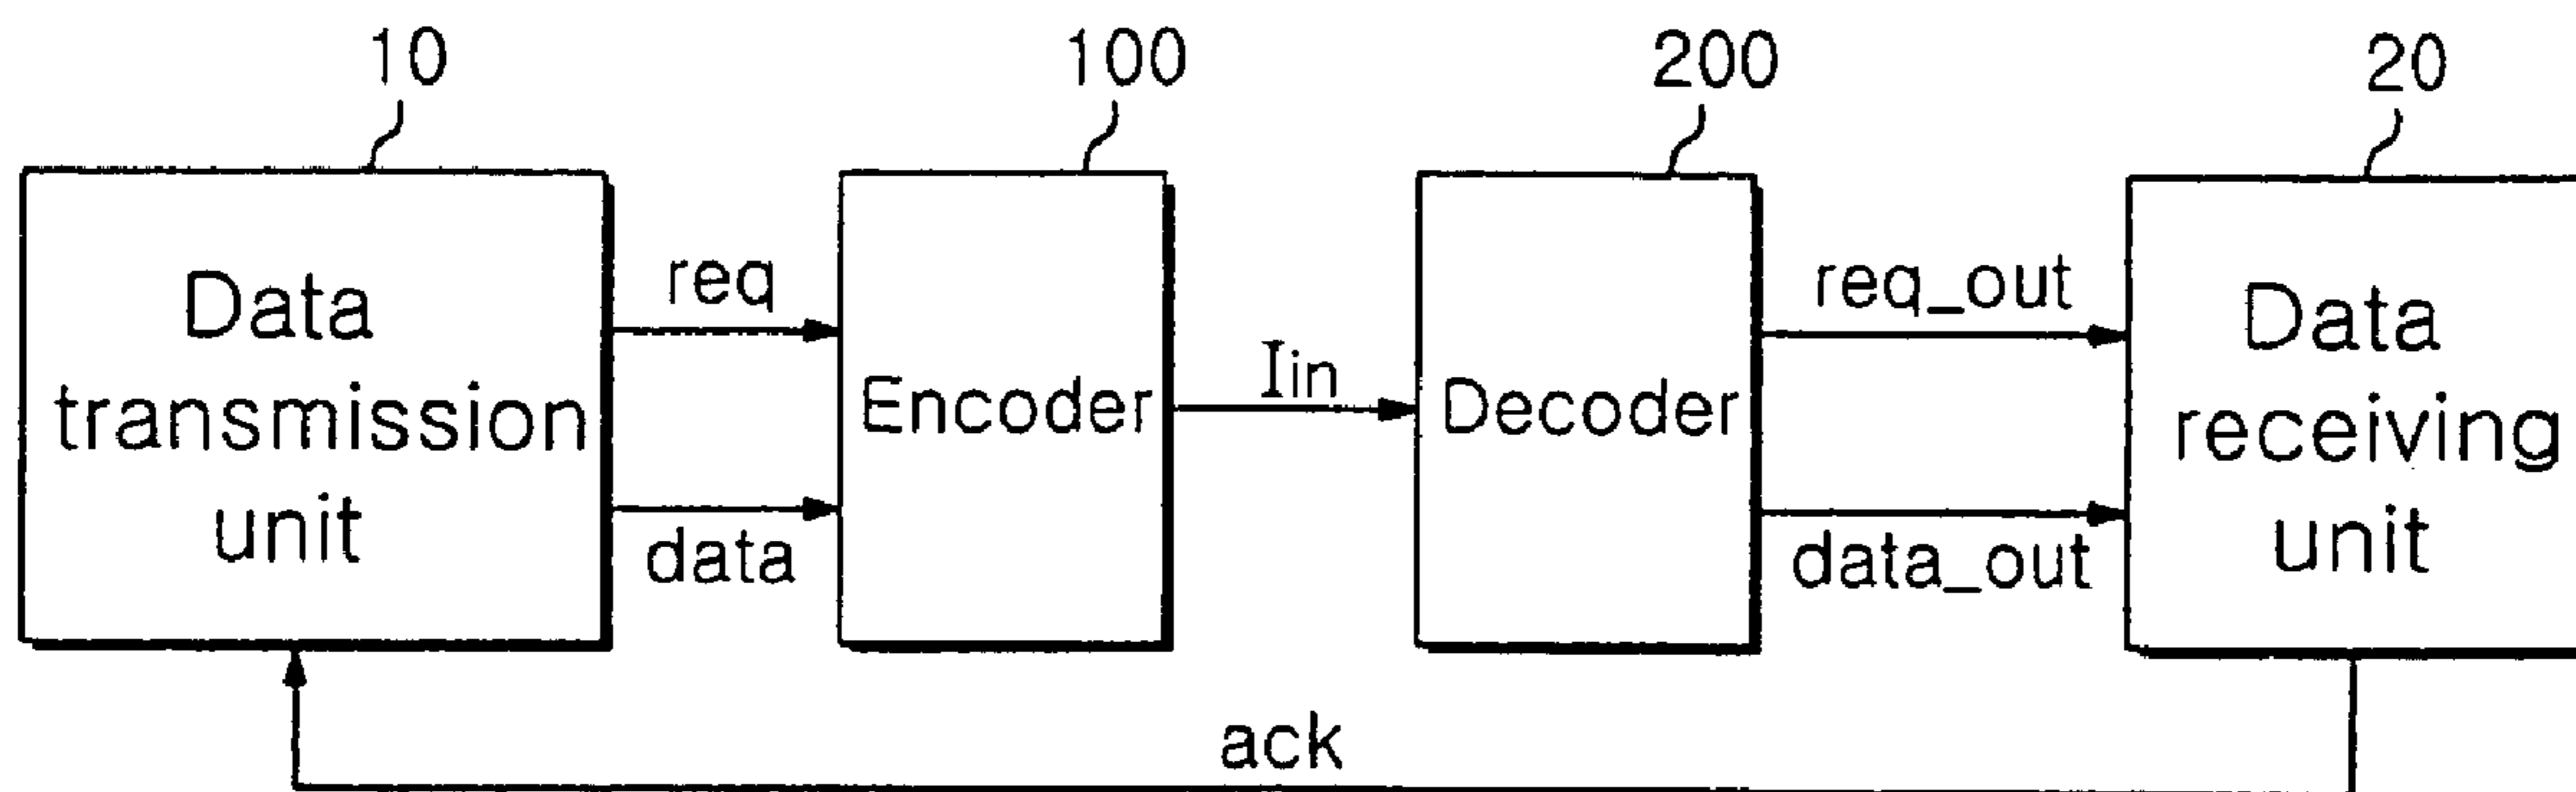 10
100
200
20
Data
transmission
unit
req
data
Encoder
Iin
Decoder
req_out
data_out
Data
receiving
unit
ack